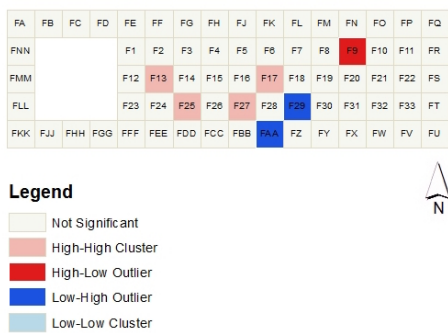 FA FB FC FD FE FF FG FH FJ FK FL FM FN FO FP FQ
FNN F1 F2 F3 F4 F5 F6 F7 F8 F9 F10 F11 FR
FMM F12 F13 F14 F15 F16 F17 F18 F19 F20 F21 F22 FS
FLL F23 F24 F25 F26 F27 F28 F29 F30 F31 F32 F33 FT
FKK FJJ FHH FGG FFF FEE FDD FCC FBB FAA FZ FY FX FW FV FU
Legend
N
Not Significant
High-High Cluster
High-Low Outlier
Low-High Outlier
Low-Low Cluster